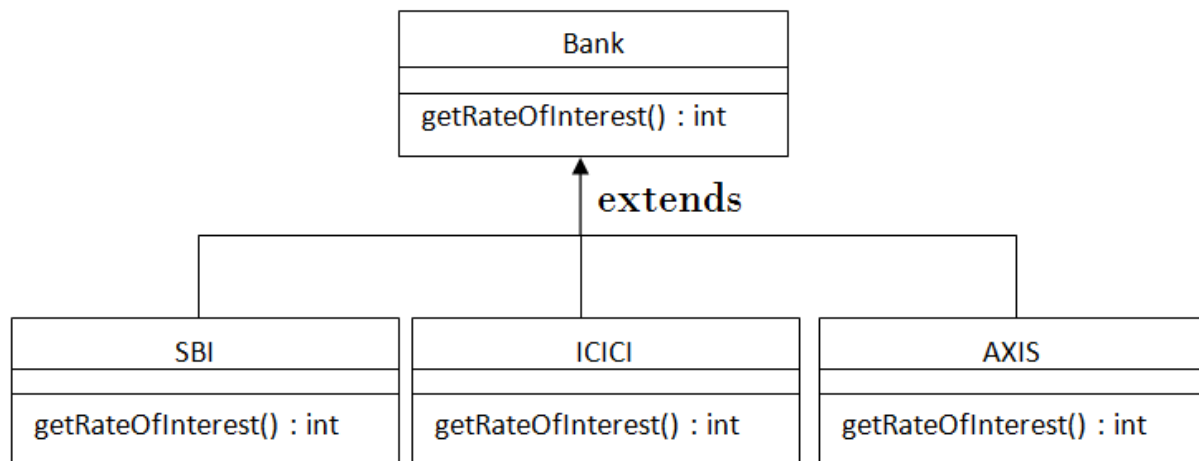 Bank
getRateOfInterest() : int
extends
SBI
ICICI
AXIS
getRateOfInterest() : int
getRateOfInterest() : int
getRateOfInterest() : int